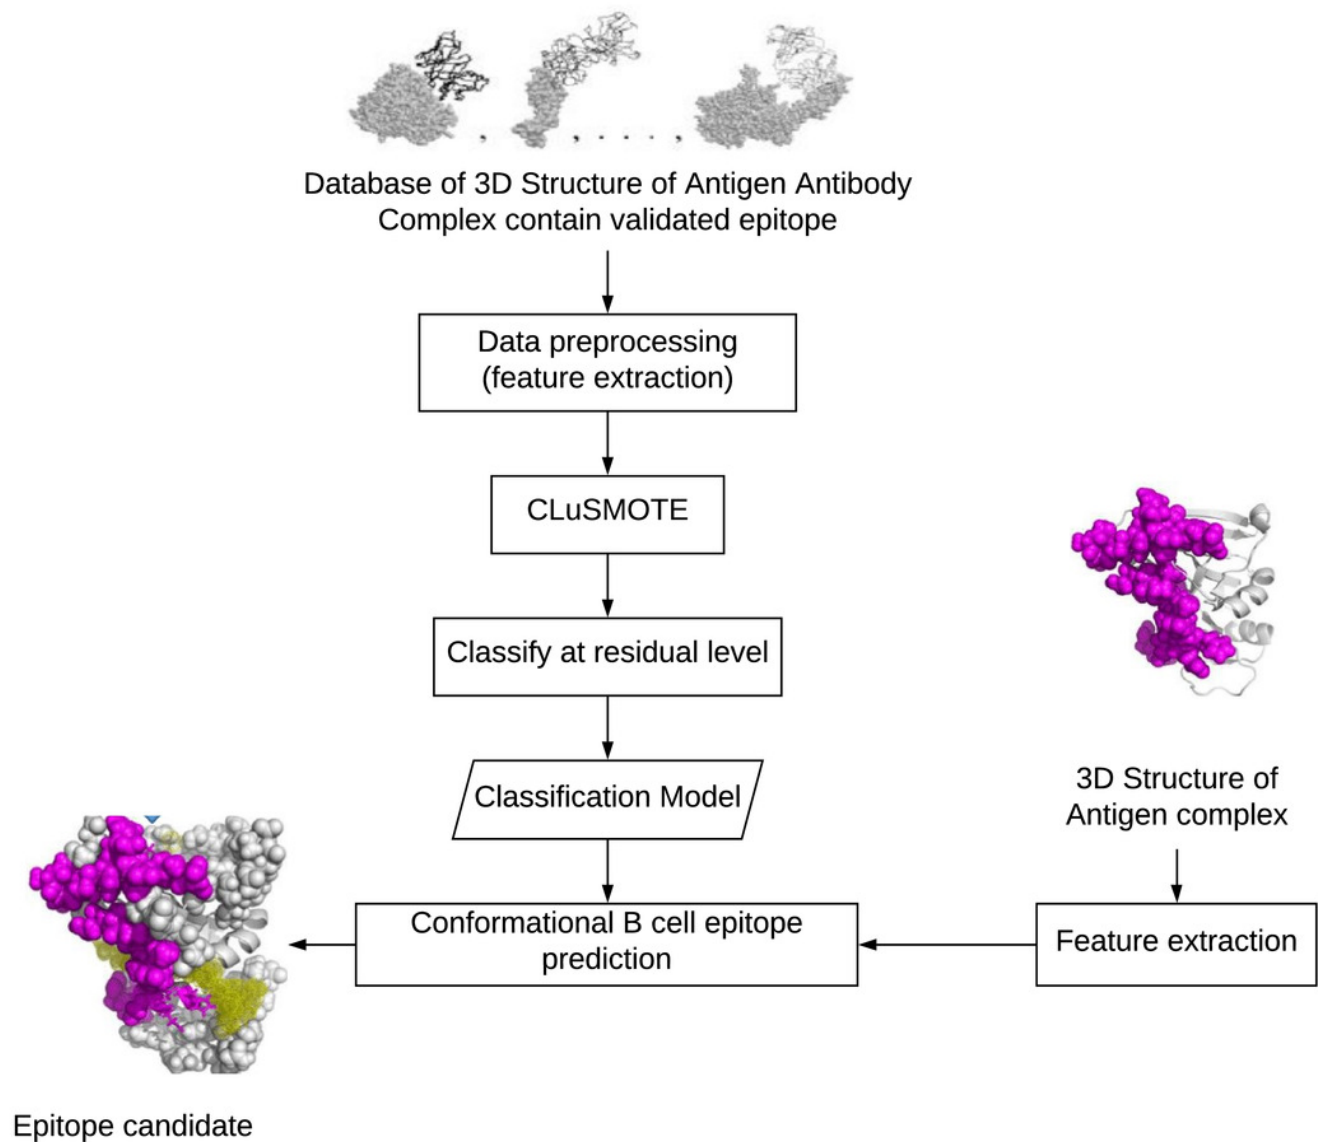 Database of 3D Structure of Antigen Antibody
Complex contain validated epitope
Data preprocessing
(feature extraction)
CLuSMOTE
Classify at residual level
Classification Model
3D Structure of
Antigen complex
Conformational B cell epitope
prediction
Feature extraction
Epitope candidate